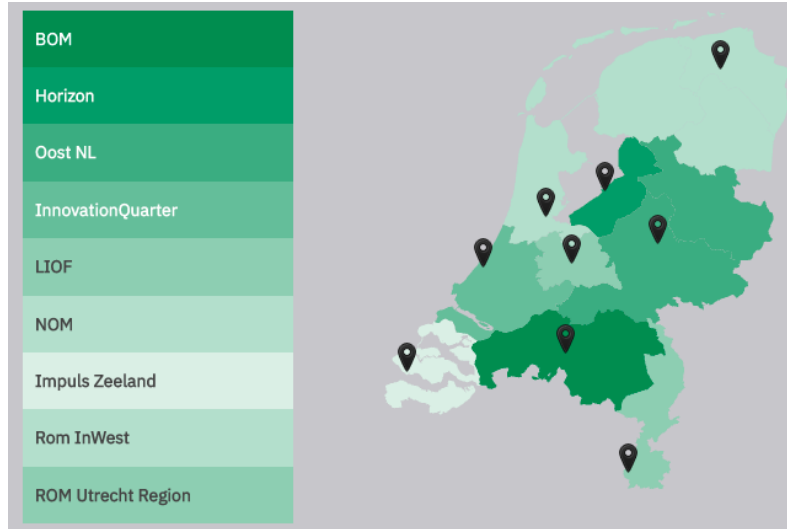 BOM
Horizon
Oost NL
InnovationQuarter
LIOF
NOM
Impuls Zeeland
Rom InWest
ROM Utrecht Region